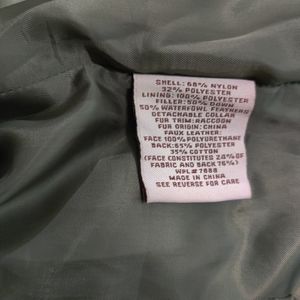 SHELL: 68% NYLON
32% POLYESTER
LINING: 100% POLYESTER
FILLER: 50% DOWN
50% WATERFOWL FEATHERS
DETACHABLE COLLAR
FUR TRIM: RACCOON
FUR ORIGIN: CHINA
FAUX LEATHER:
FACE 100% POLYURETHANE
BACK: 65% POLYESTER
35% COTTON
(FACE CONSTITUTES 24% OF
FABRIC AND BACK 76%)
WPL# 7888
MADE IN CHINA
SEE REVERSE FOR CARE